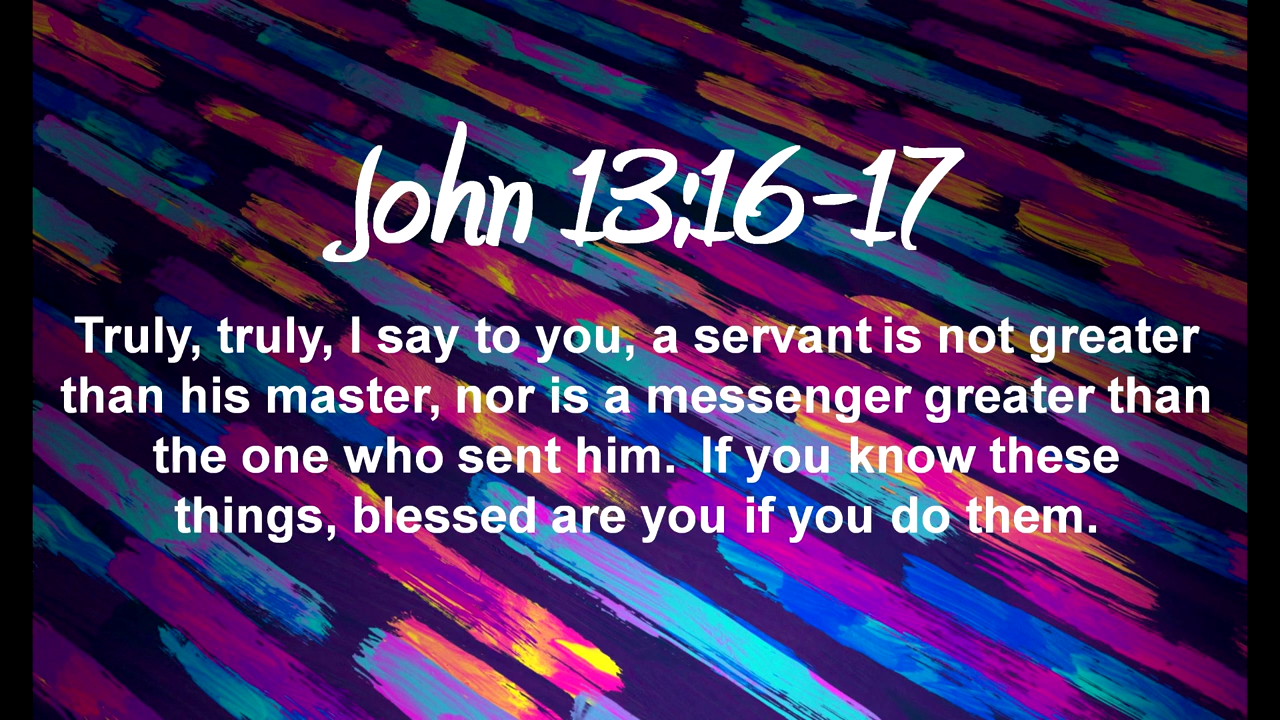 John 13:16-17
Truly, truly, I say to you, a servant is not greater
than his master, nor is a messenger greater than
the one who sent him.  If you know these
things, blessed are you if you do them.